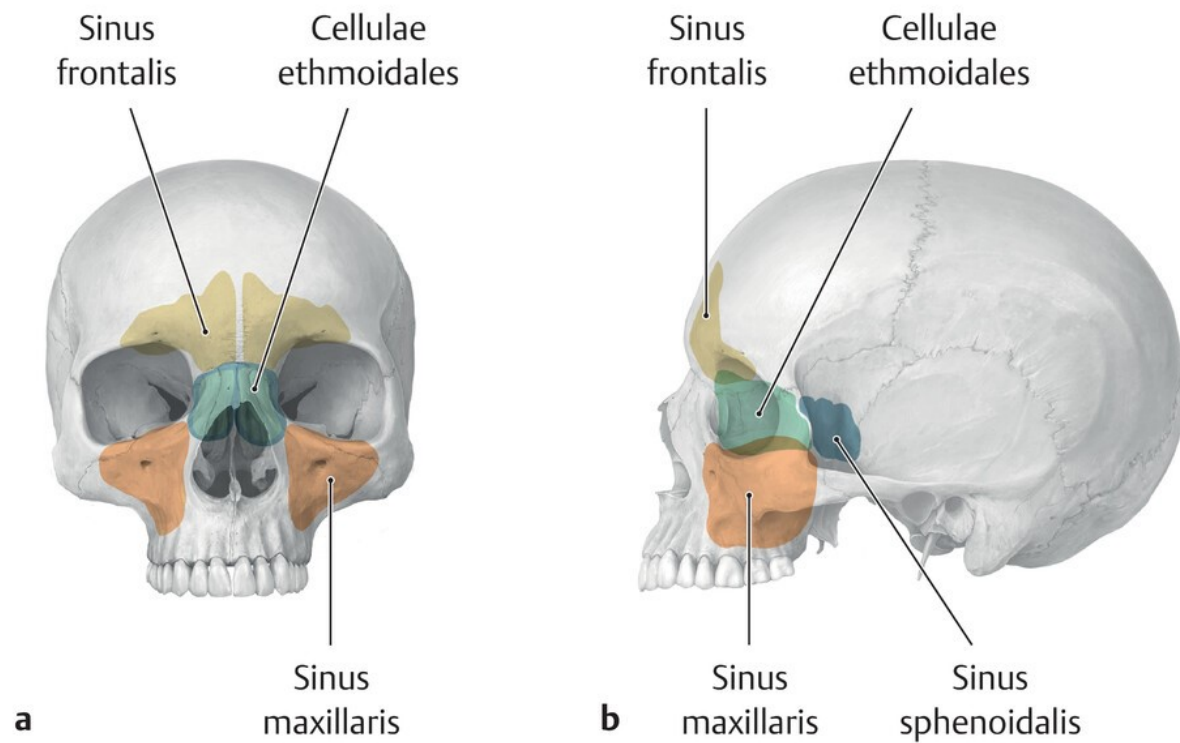 Sinus
frontalis
Cellulae
ethmoidales
Sinus
frontalis
Cellulae
ethmoidales
Sinus
maxillaris
Sinus
maxillaris
Sinus
sphenoidalis
a
b